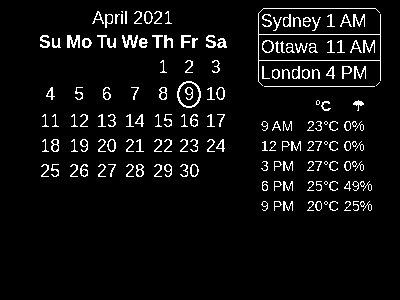 April 2021
Su Mo Tu We Th Fr Sa
1 2 3
4 5 6 7 8 9 10
11 12 13 14 15 16 17
18 19 20 21 22 23 24
25 26 27 28 29 30
Sydney 1 AM
Ottawa 11 AM
London 4 PM
°C ☂
9 AM 23°C 0%
12 PM 27°C 0%
3 PM 27°C 0%
6 PM 25°C 49%
9 PM 20°C 25%